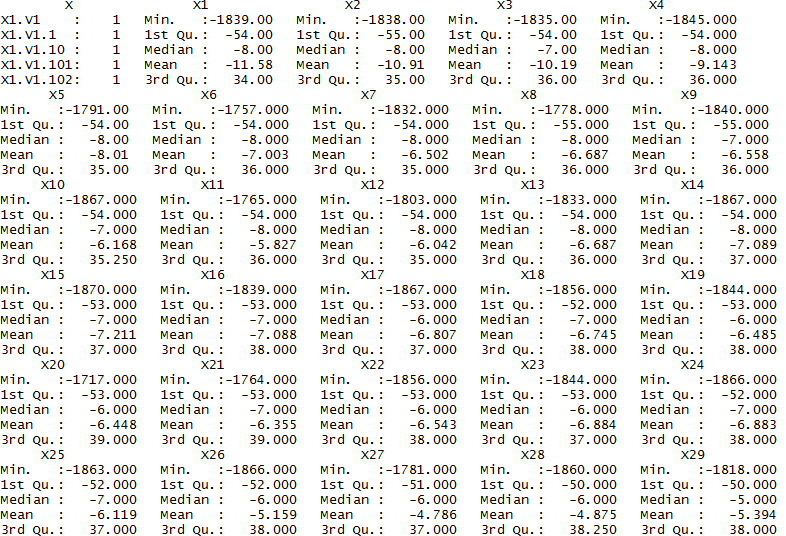 X X1 X2 X3 X4
X1.V1 : 1 Min. :-1839.00 Min. :-1838.00 Min. :-1835.00 Min. :-1845.000
X1.V1.1 : 1 1st Qu.: -54.00 1st Qu.: -55.00 1st Qu.: -54.00 1st Qu.: -54.000
X1.V1.10 : 1 Median : -8.00 Median : -8.00 Median : -7.00 Median : -8.000
X1.V1.101: 1 Mean : -11.58 Mean : -10.91 Mean : -10.19 Mean : -9.143
X1.V1.102: 1 3rd Qu.: 34.00 3rd Qu.: 35.00 3rd Qu.: 36.00 3rd Qu.: 36.000
X5 X6 X7 X8 X9
Min. :-1791.00 Min. :-1757.000 Min. :-1832.000 Min. :-1778.000 Min. :-1840.000
1st Qu.: -54.00 1st Qu.: -54.000 1st Qu.: -54.000 1st Qu.: -55.000 1st Qu.: -55.000
Median : -8.00 Median : -8.000 Median : -8.000 Median : -8.000 Median : -7.000
Mean : -8.01 Mean : -7.003 Mean : -6.502 Mean : -6.687 Mean : -6.558
3rd Qu.: 35.00 3rd Qu.: 36.000 3rd Qu.: 36.000 3rd Qu.: 36.000 3rd Qu.: 36.000
X10 X11 X12 X13 X14
Min. :-1867.000 Min. :-1765.000 Min. :-1803.000 Min. :-1833.000 Min. :-1867.000
1st Qu.: -54.000 1st Qu.: -54.000 1st Qu.: -54.000 1st Qu.: -54.000 1st Qu.: -54.000
Median : -7.000 Median : -8.000 Median : -8.000 Median : -8.000 Median : -8.000
Mean : -6.168 Mean : -5.827 Mean : -6.042 Mean : -6.687 Mean : -7.089
3rd Qu.: 35.250 3rd Qu.: 36.000 3rd Qu.: 35.000 3rd Qu.: 36.000 3rd Qu.: 37.000
X15 X16 X17 X18 X19
Min. :-1870.000 Min. :-1839.000 Min. :-1867.000 Min. :-1856.000 Min. :-1844.000
1st Qu.: -53.000 1st Qu.: -53.000 1st Qu.: -53.000 1st Qu.: -52.000 1st Qu.: -53.000
Median : -7.000 Median : -7.000 Median : -6.000 Median : -7.000 Median : -6.000
Mean : -7.211 Mean : -7.088 Mean : -6.807 Mean : -6.745 Mean : -6.485
3rd Qu.: 37.000 3rd Qu.: 38.000 3rd Qu.: 37.000 3rd Qu.: 38.000 3rd Qu.: 38.000
X20 X21 X22 X23 X24
Min. :-1717.000 Min. :-1764.000 Min. :-1856.000 Min. :-1844.000 Min. :-1866.000
1st Qu.: -53.000 1st Qu.: -53.000 1st Qu.: -53.000 1st Qu.: -53.000 1st Qu.: -52.000
Median : -6.000 Median : -7.000 Median : -6.000 Median : -6.000 Median : -7.000
Mean : -6.448 Mean : -6.355 Mean : -6.543 Mean : -6.884 Mean : -6.883
3rd Qu.: 39.000 3rd Qu.: 39.000 3rd Qu.: 38.000 3rd Qu.: 37.000 3rd Qu.: 38.000
X25 X26 X27 X28 X29
Min. :-1863.000 Min. :-1866.000 Min. :-1781.000 Min. :-1860.000 Min. :-1818.000
1st Qu.: -52.000 1st Qu.: -52.000 1st Qu.: -51.000 1st Qu.: -50.000 1st Qu.: -50.000
Median : -7.000 Median : -6.000 Median : -6.000 Median : -6.000 Median : -5.000
Mean : -6.119 Mean : -5.159 Mean : -4.786 Mean : -4.875 Mean : -5.394
3rd Qu.: 37.000 3rd Qu.: 38.000 3rd Qu.: 37.000 3rd Qu.: 38.250 3rd Qu.: 38.000